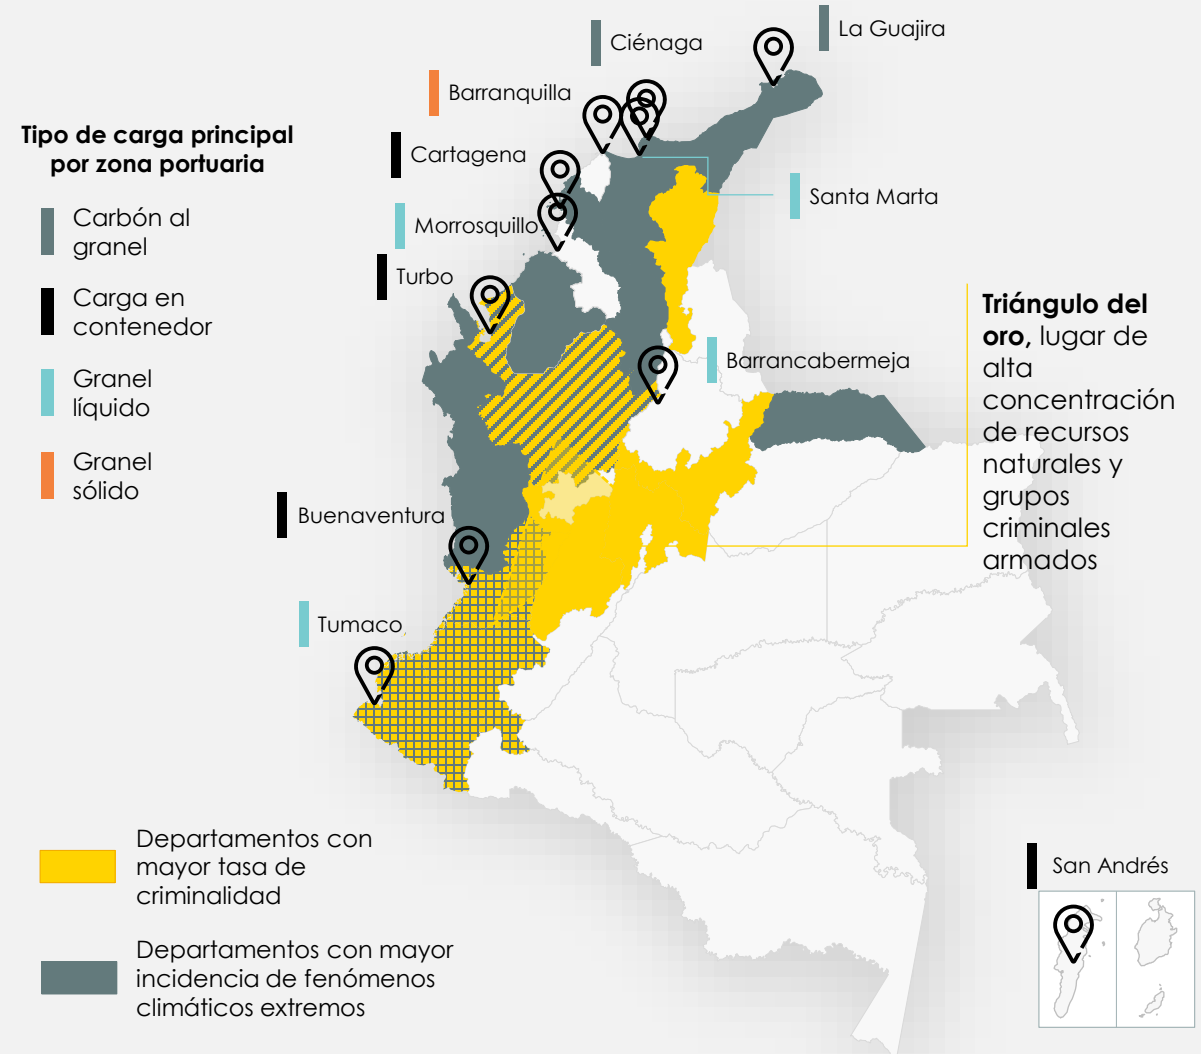 Tipo de carga principal
por zona portuaria
Carbón al
granel
Carga en
contenedor
Granel
líquido
Granel
sólido
La Guajira
Ciénaga
Barranquilla
Cartagena
Santa Marta
Morrosquillo
Turbo
Barrancabermeja
Buenaventura
Tumaco
Triángulo del
oro, lugar de
alta
concentración
de recursos
naturales y
grupos
criminales
armados
Departamentos con
mayor tasa de
criminalidad
Departamentos con mayor
incidencia de fenómenos
climáticos extremos
San Andrés